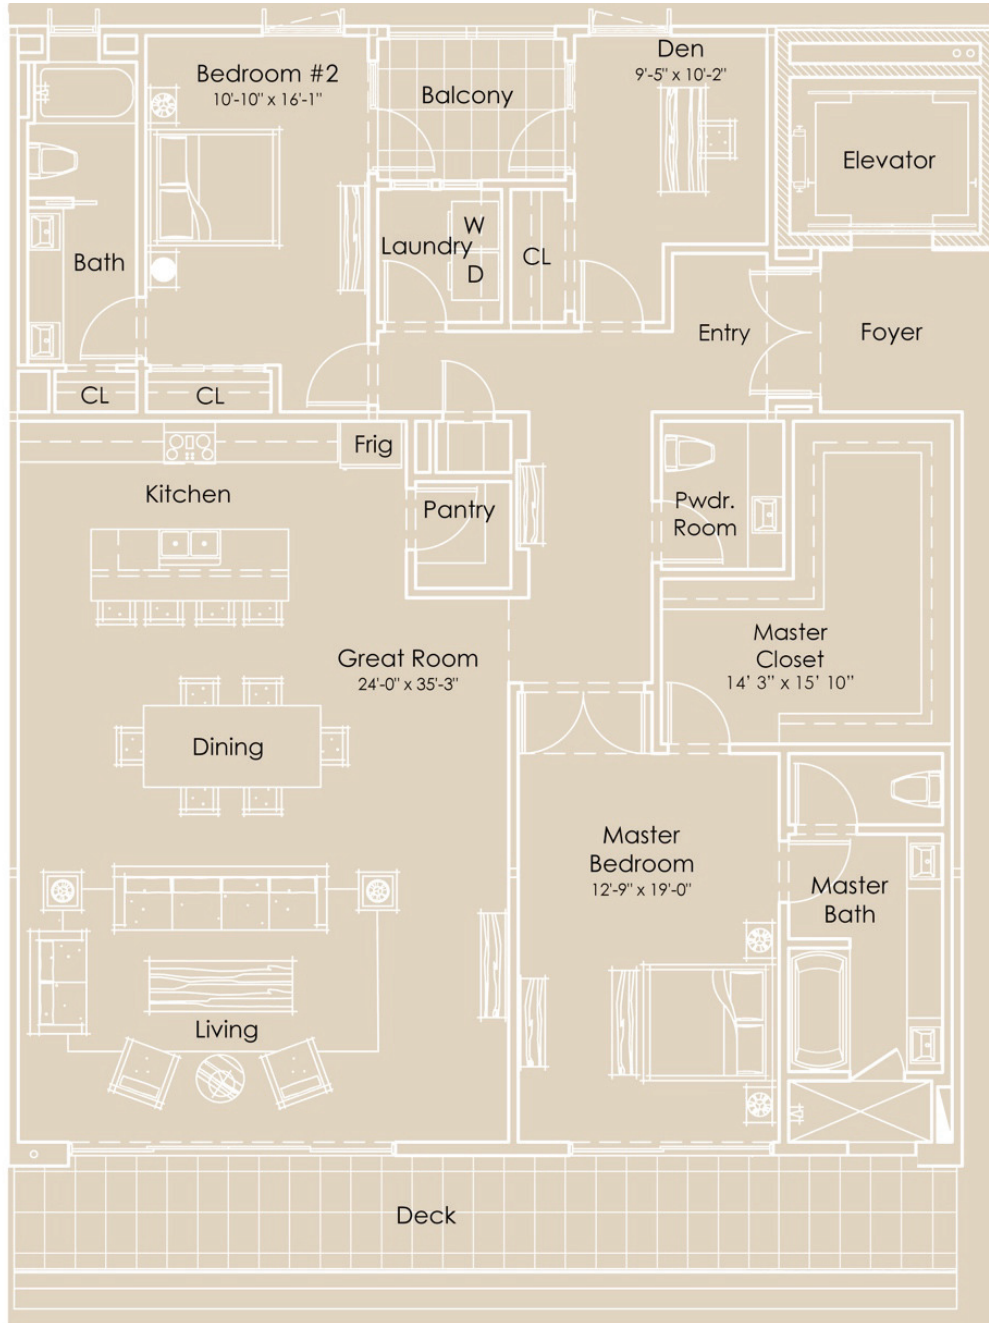 Den
9'-5" x 10'-2"
Bedroom #2
10'-10" x 16'-1"
Balcony
Elevator
W
Laundry
D
CL
Bath
Entry
Foyer
CL
CL
Frig
Kitchen
Pantry
Pwdr.
Room
Master
Closet
14' 3" x 15' 10"
Great Room
24'-0" x 35'-3"
Dining
Master
Bedroom
12'-9" x 19'-0"
Master
Bath
Living
Deck